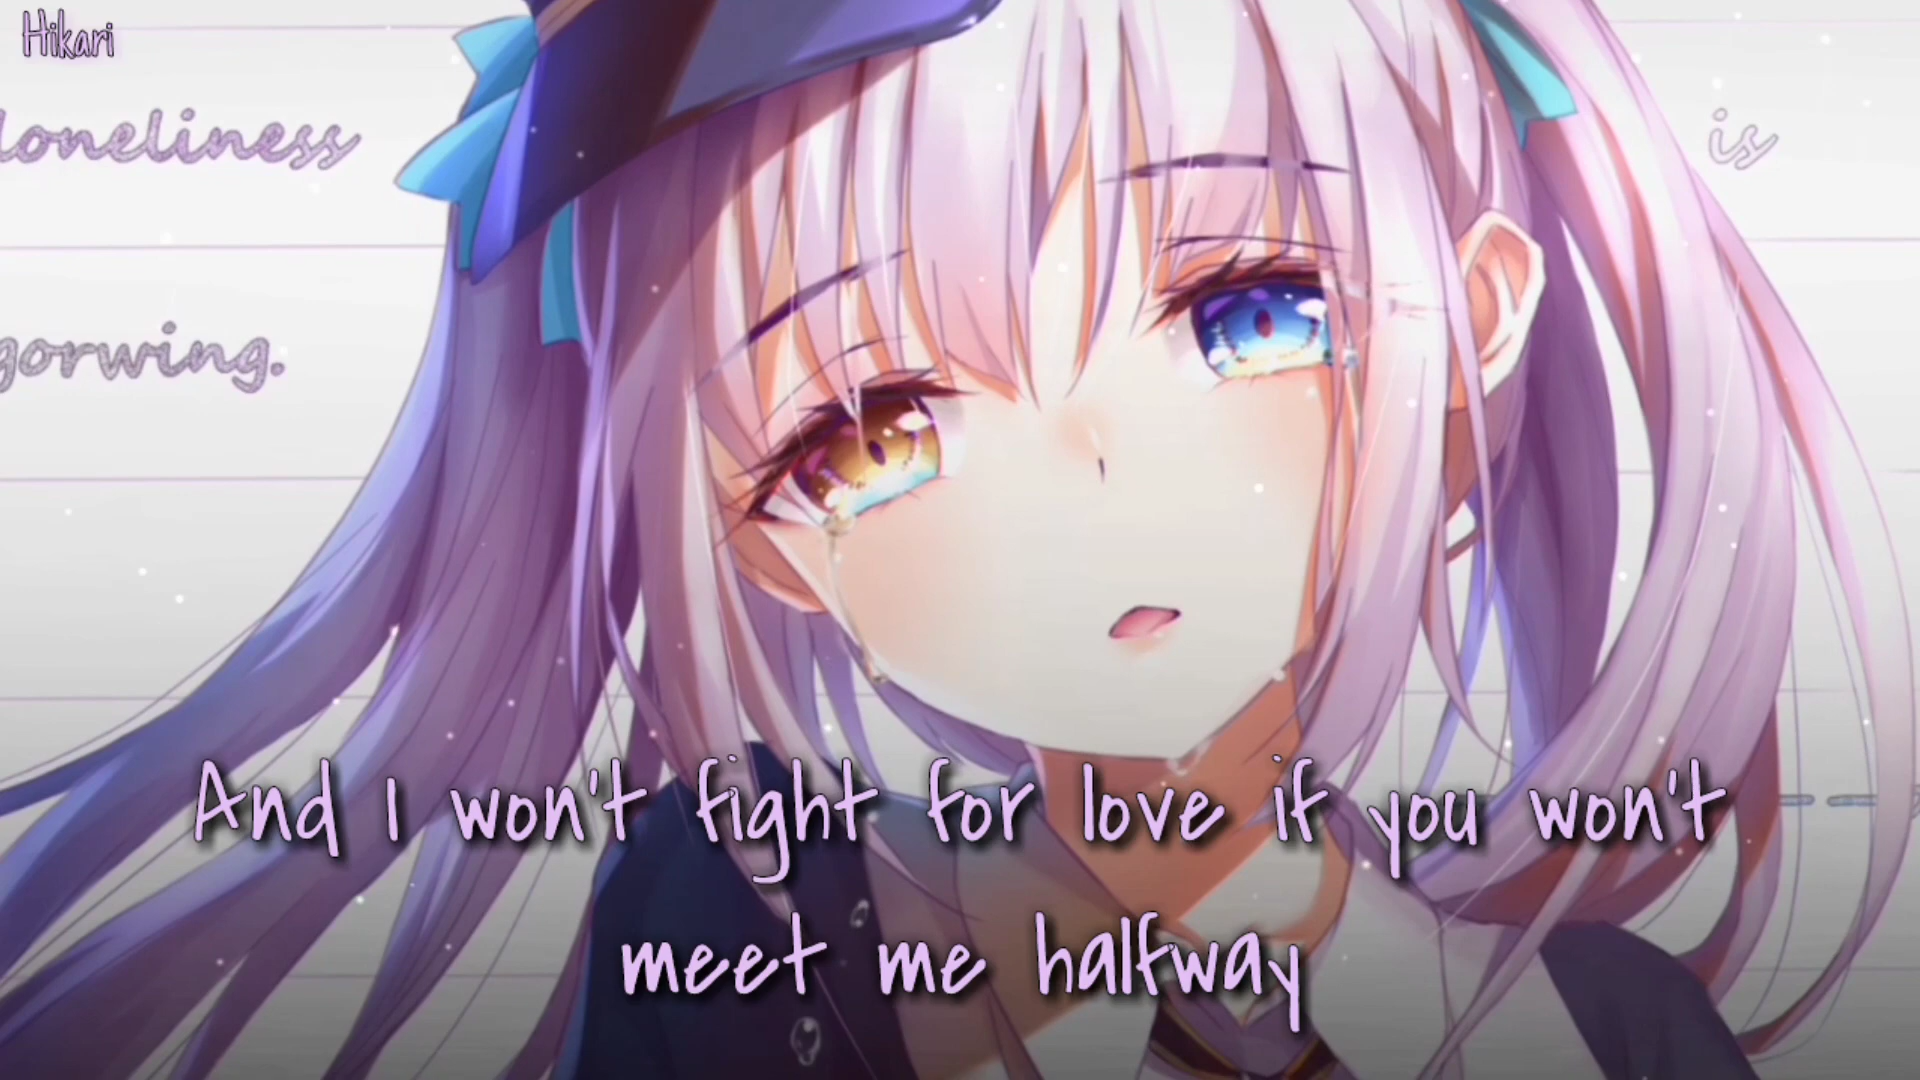 Hikari
loneliness is
gorwing.
And I won't fight for love if you won't
meet me halfway